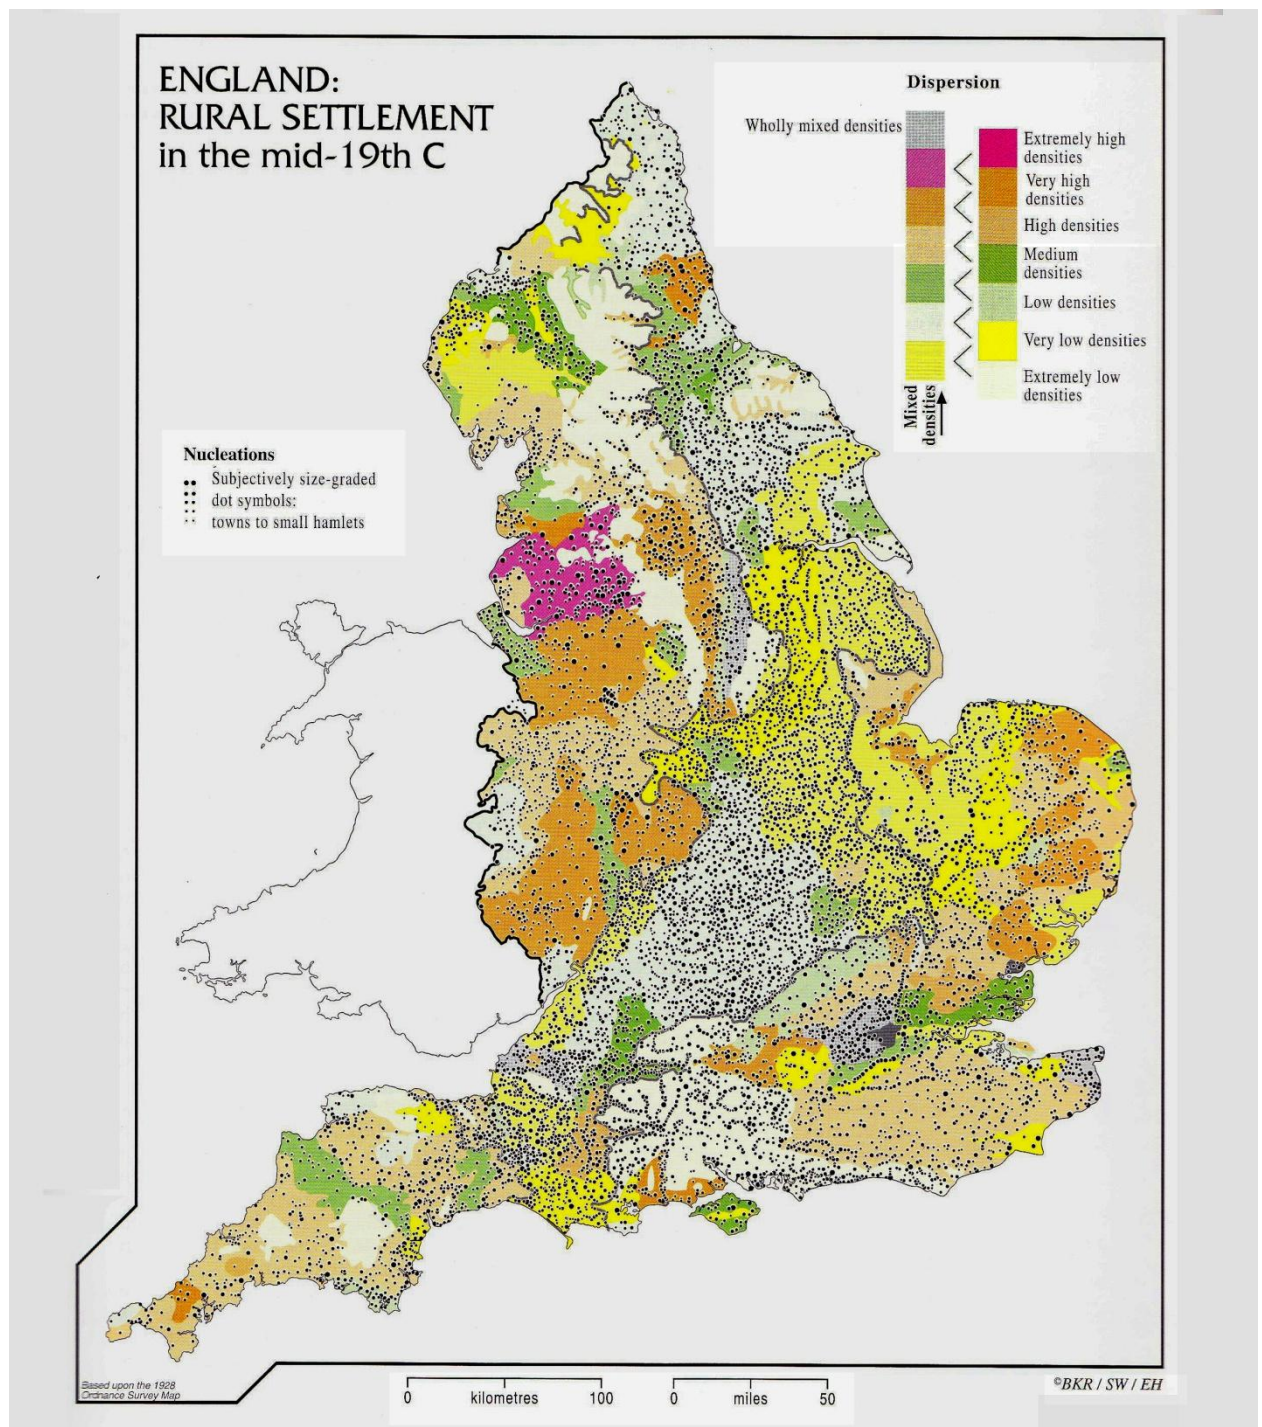 ENGLAND:
RURAL SETTLEMENT
in the mid-19th C
Dispersion
Wholly mixed densities
Extremely high
densities
Very high
densities
High densities
Medium
densities
Low densities
Very low densities
Extremely low
densities
Mixed
densities
Nucleations
Subjectively size-graded
dot symbols:
towns to small hamlets
Based upon the 1928
Ordnance Survey Map
0 kilometres 100 0 miles 50
©BKR / SW / EH